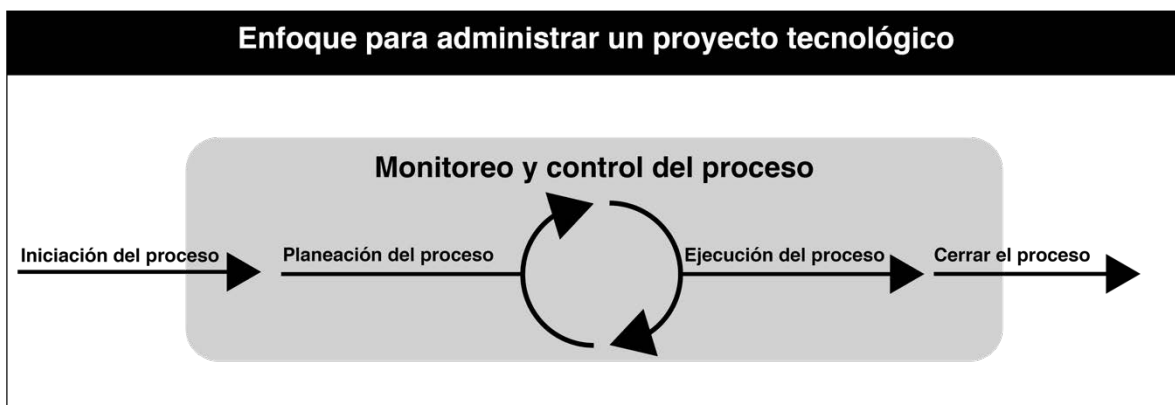 Enfoque para administrar un proyecto tecnológico
Monitoreo y control del proceso
Iniciación del proceso
Planeación del proceso
Ejecución del proceso
Cerrar el proceso